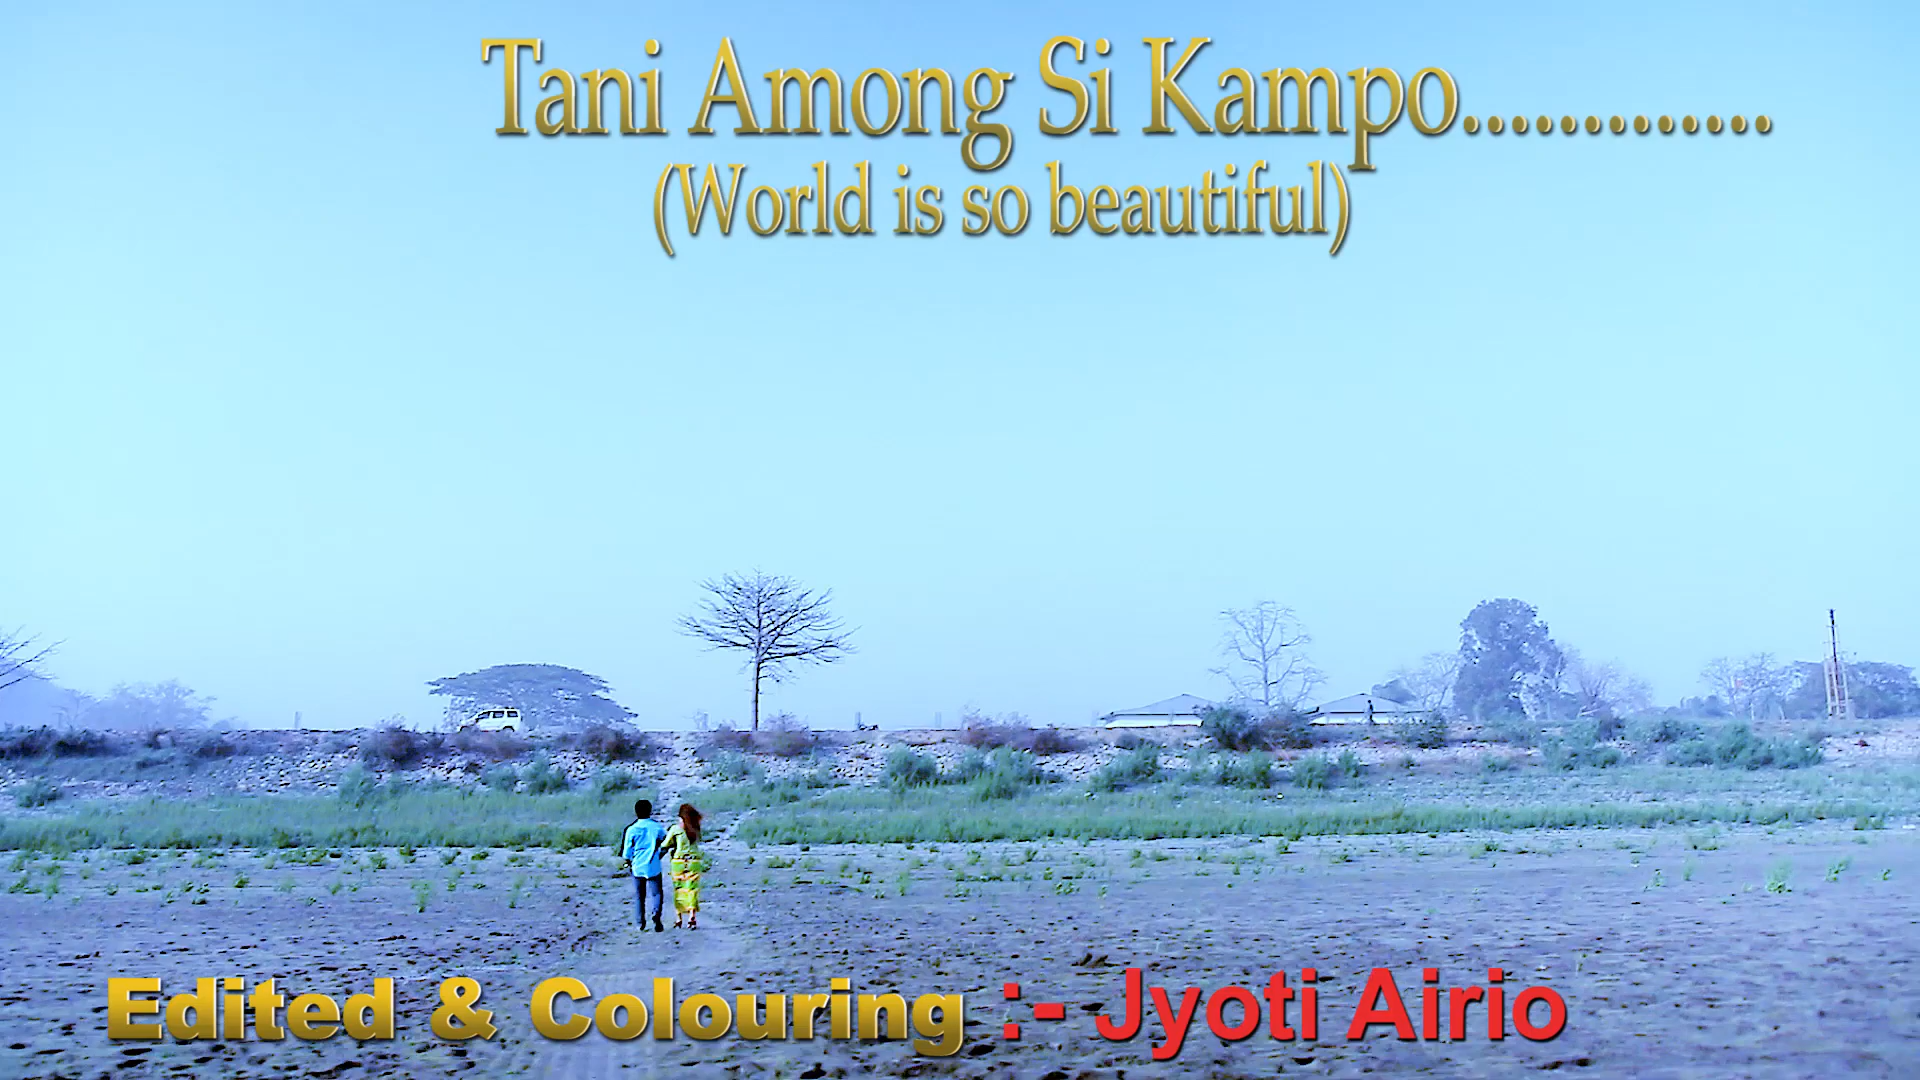 Tani Among Si Kampo.............
(World is so beautiful)
Edited & Colouring :- Jyoti Airio